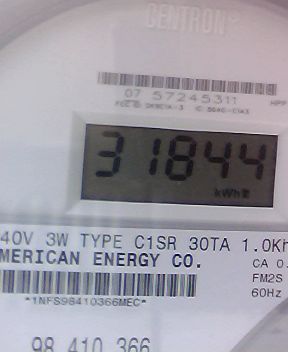 CENTRON®
07 57245311
31844
kWh
40V 3W TYPE C1SR 30TA 1.0Kh
MERICAN ENERGY CO.
CA 0.
FM2S
60Hz
*1NFS98410366MEC*
98 410 366